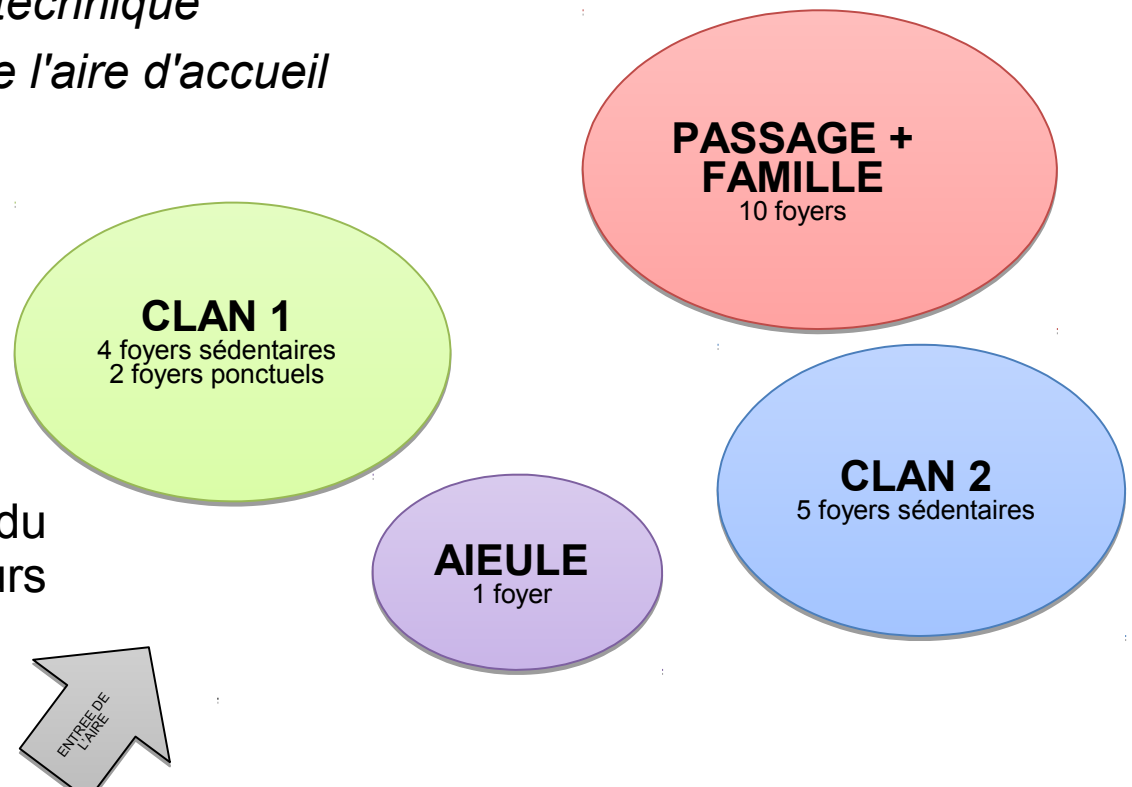 technique
e l'aire d'accueil
PASSAGE +
FAMILLE
10 foyers
CLAN 1
4 foyers sédentaires
2 foyers ponctuels
CLAN 2
5 foyers sédentaires
AIEULE
1 foyer
du
urs
ENTREE DE
L'AIRE